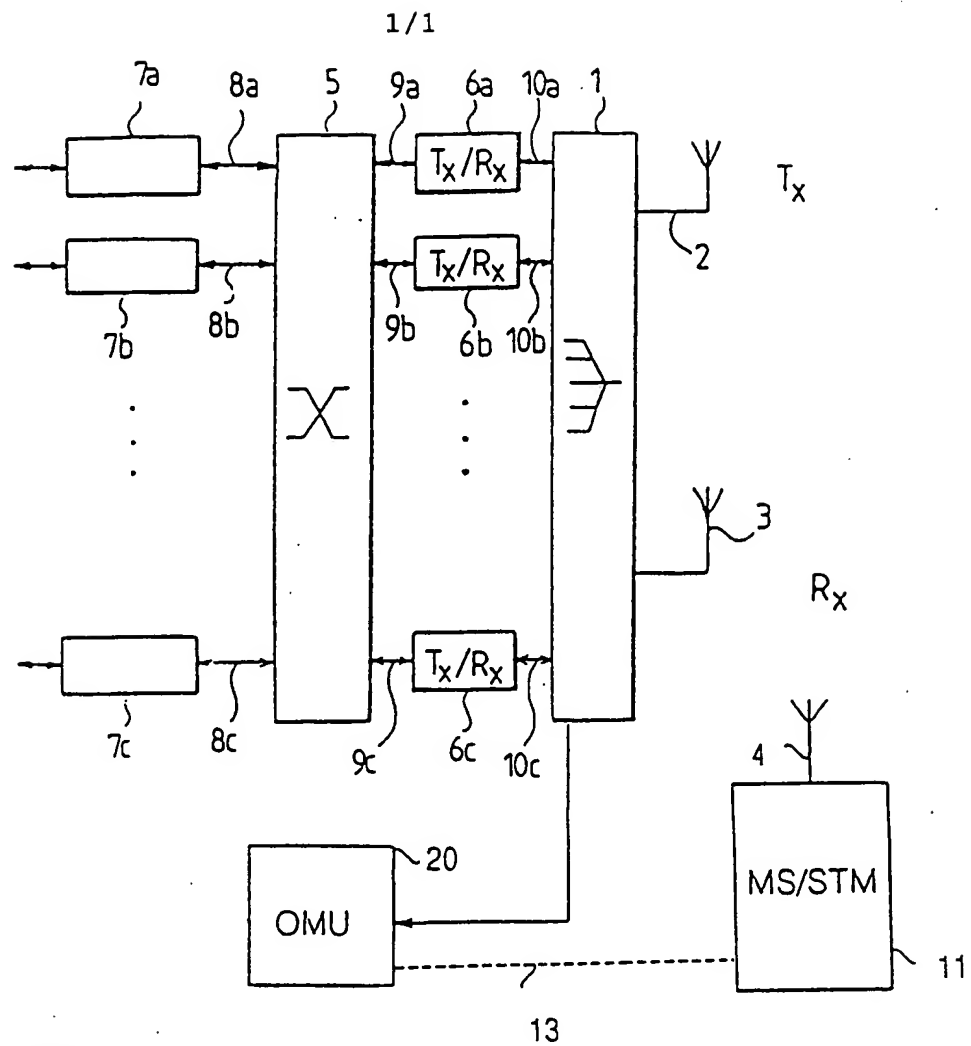 1/1
7a 8a 5 9a 6a 10a 1
Tx/Rx
Tx
2
Tx/Rx
7b 8b 9b 6b 10b
3
Rx
Tx/Rx
7c 8c 9c 6c 10c
4
20
OMU
MS/STM
11
13